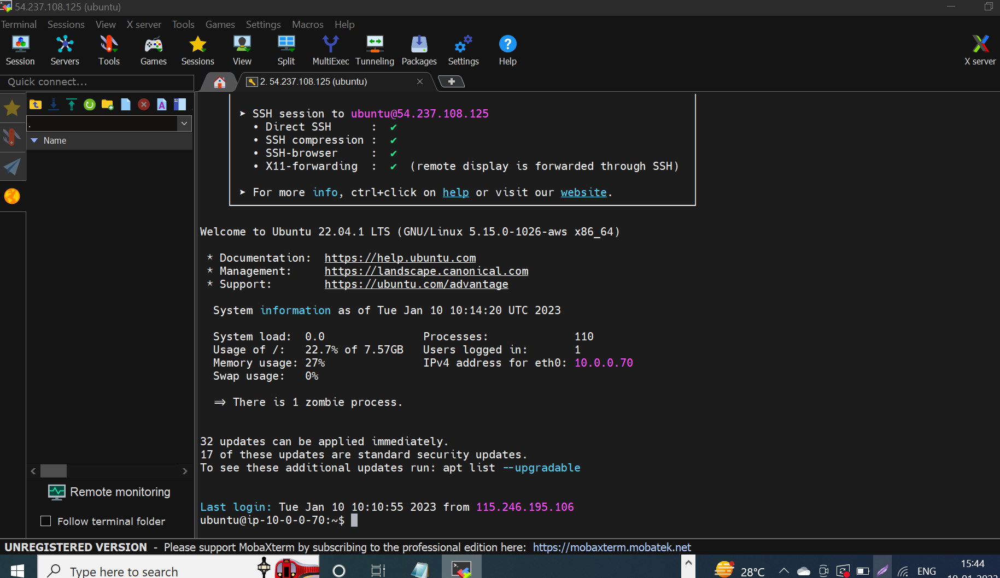 54.237.108.125 (ubuntu)
Terminal Sessions View X server Tools Games Settings Macros Help
Session Servers Tools Games Sessions View Split MultiExec Tunneling Packages Settings Help X server
Quick connect...
2. 54.237.108.125 (ubuntu)
.
Name
➤ SSH session to ubuntu@54.237.108.125
• Direct SSH : ✔
• SSH compression : ✔
• SSH-browser : ✔
• X11-forwarding : ✔ (remote display is forwarded through SSH)
➤ For more info, ctrl+click on help or visit our website.
Welcome to Ubuntu 22.04.1 LTS (GNU/Linux 5.15.0-1026-aws x86_64)
* Documentation: https://help.ubuntu.com
* Management: https://landscape.canonical.com
* Support: https://ubuntu.com/advantage
System information as of Tue Jan 10 10:14:20 UTC 2023
System load: 0.0 Processes: 110
Usage of /: 22.7% of 7.57GB Users logged in: 1
Memory usage: 27% IPv4 address for eth0: 10.0.0.70
Swap usage: 0%
=> There is 1 zombie process.
32 updates can be applied immediately.
17 of these updates are standard security updates.
To see these additional updates run: apt list --upgradable
Last login: Tue Jan 10 10:10:55 2023 from 115.246.195.106
ubuntu@ip-10-0-0-70:~$
Remote monitoring
Follow terminal folder
UNREGISTERED VERSION - Please support MobaXterm by subscribing to the professional edition here: https://mobaxterm.mobatek.net
Type here to search
28°C
ENG
15:44